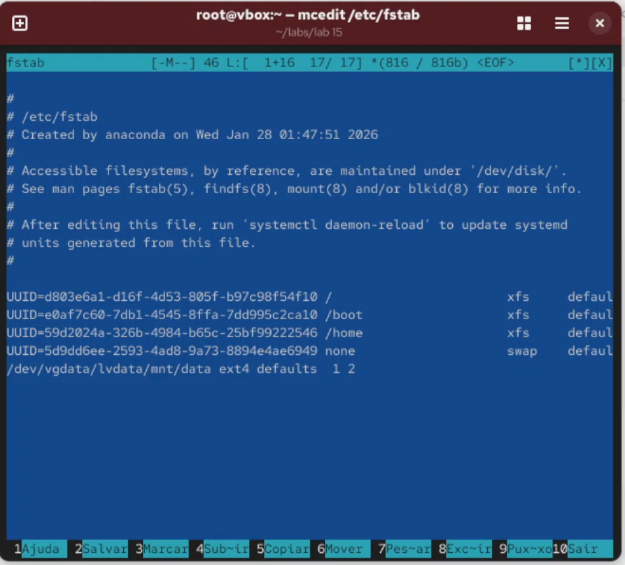 root@vbox:~ — mcedit /etc/fstab
~/labs/lab 15
fstab [-M--] 46 L:[ 1+16 17/ 17] *(816 / 816b) <EOF> [*][X]
#
# /etc/fstab
# Created by anaconda on Wed Jan 28 01:47:51 2026
#
# Accessible filesystems, by reference, are maintained under '/dev/disk/'.
# See man pages fstab(5), findfs(8), mount(8) and/or blkid(8) for more info.
#
# After editing this file, run 'systemctl daemon-reload' to update systemd
# units generated from this file.
#
UUID=d803e6a1-d16f-4d53-805f-b97c98f54f10 / xfs defaul
UUID=e0af7c60-7db1-4545-8ffa-7dd995c2ca10 /boot xfs defaul
UUID=59d2024a-326b-4984-b65c-25bf99222546 /home xfs defaul
UUID=5d9dd6ee-2593-4ad8-9a73-8894e4ae6949 none swap defaul
/dev/vgdata/lvdata/mnt/data ext4 defaults 1 2
1Ajuda 2Salvar 3Marcar 4Sub~ir 5Copiar 6Mover 7Pes~ar 8Exc~ir 9Pux~xo 10Sair